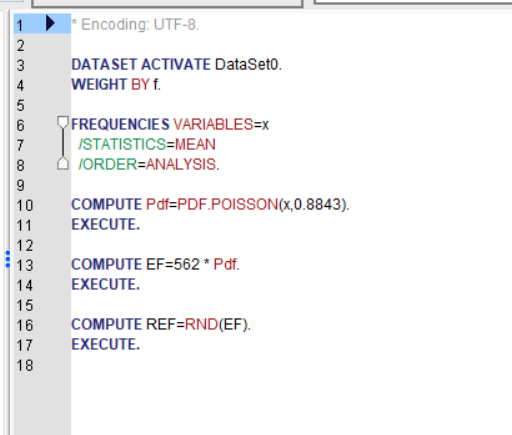 1 * Encoding: UTF-8.
2
3 DATASET ACTIVATE DataSet0.
4 WEIGHT BY f.
5
6 FREQUENCIES VARIABLES=x
7 /STATISTICS=MEAN
8 /ORDER=ANALYSIS.
9
10 COMPUTE Pdf=PDF.POISSON(x,0.8843).
11 EXECUTE.
12
13 COMPUTE EF=562 * Pdf.
14 EXECUTE.
15
16 COMPUTE REF=RND(EF).
17 EXECUTE.
18